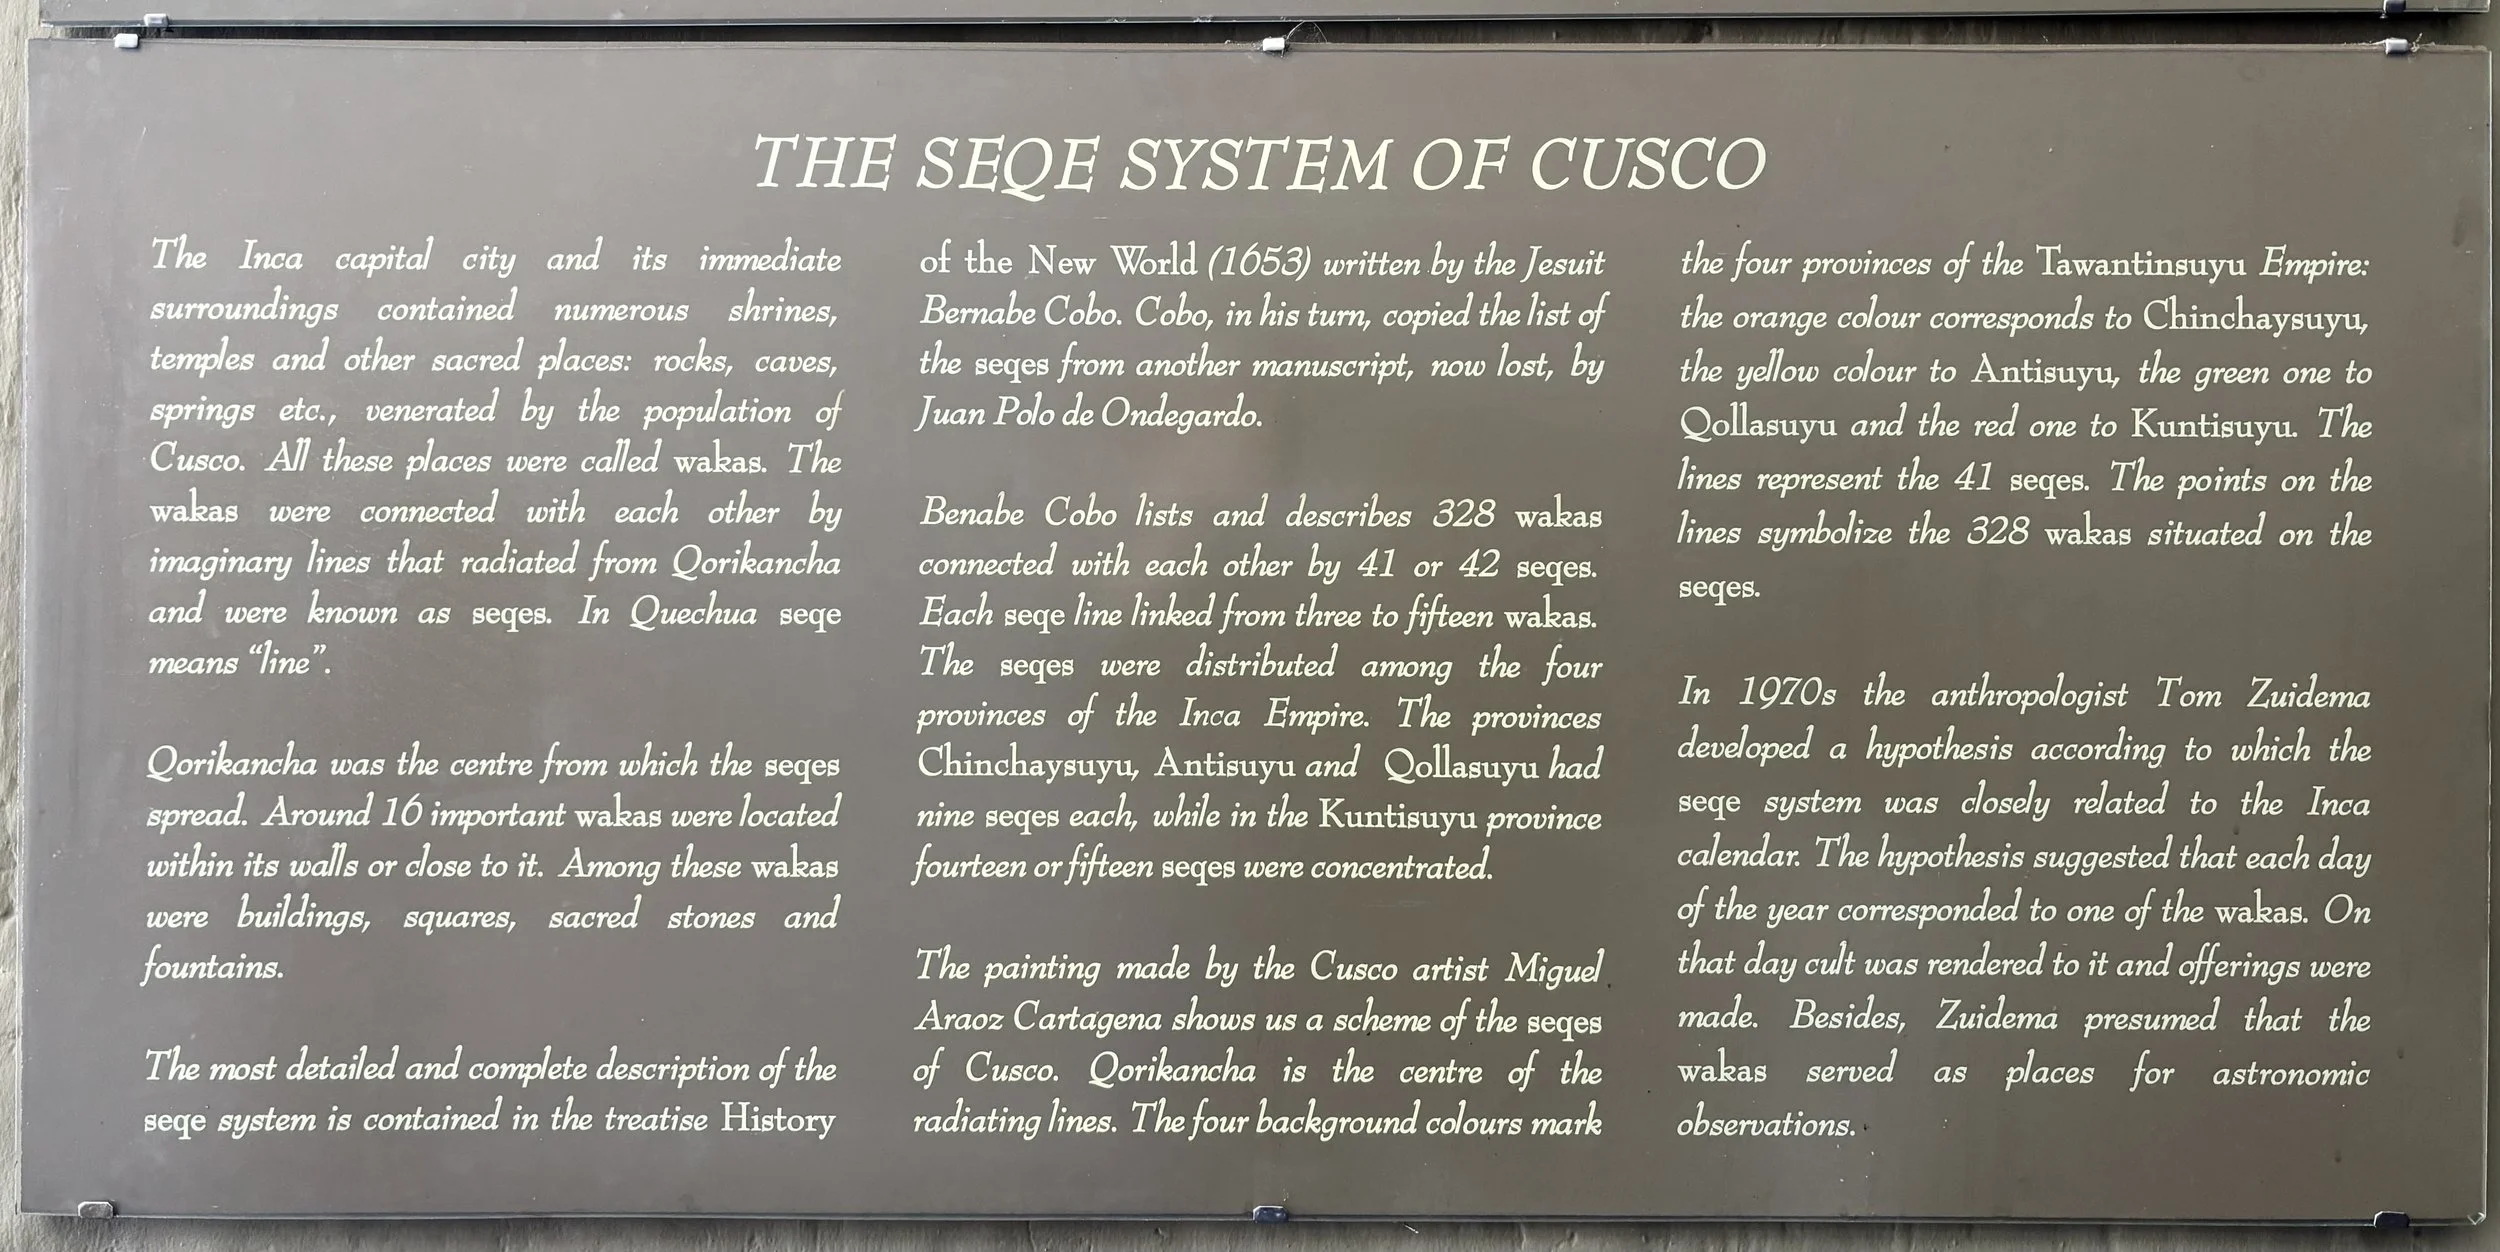 THE SEQE SYSTEM OF CUSCO
The Inca capital city and its immediate
surroundings contained numerous shrines,
temples and other sacred places: rocks, caves,
springs etc., venerated by the population of
Cusco. All these places were called wakas. The
wakas were connected with each other by
imaginary lines that radiated from Qorikancha
and were known as seqes. In Quechua seqe
means “line”.
Qorikancha was the centre from which the seqes
spread. Around 16 important wakas were located
within its walls or close to it. Among these wakas
were buildings, squares, sacred stones and
fountains.
The most detailed and complete description of the
seqe system is contained in the treatise History
of the New World (1653) written by the Jesuit
Bernabe Cobo. Cobo, in his turn, copied the list of
the seqes from another manuscript, now lost, by
Juan Polo de Ondegardo.
Benabe Cobo lists and describes 328 wakas
connected with each other by 41 or 42 seqes.
Each seqe line linked from three to fifteen wakas.
The seqes were distributed among the four
provinces of the Inca Empire. The provinces
Chinchaysuyu, Antisuyu and Qollasuyu had
nine seqes each, while in the Kuntisuyu province
fourteen or fifteen seqes were concentrated.
The painting made by the Cusco artist Miguel
Araoz Cartagena shows us a scheme of the seqes
of Cusco. Qorikancha is the centre of the
radiating lines. The four background colours mark
the four provinces of the Tawantinsuyu Empire:
the orange colour corresponds to Chinchaysuyu,
the yellow colour to Antisuyu, the green one to
Qollasuyu and the red one to Kuntisuyu. The
lines represent the 41 seqes. The points on the
lines symbolize the 328 wakas situated on the
seqes.
In 1970s the anthropologist Tom Zuidema
developed a hypothesis according to which the
seqe system was closely related to the Inca
calendar. The hypothesis suggested that each day
of the year corresponded to one of the wakas. On
that day cult was rendered to it and offerings were
made. Besides, Zuidema presumed that the
wakas served as places for astronomic
observations.